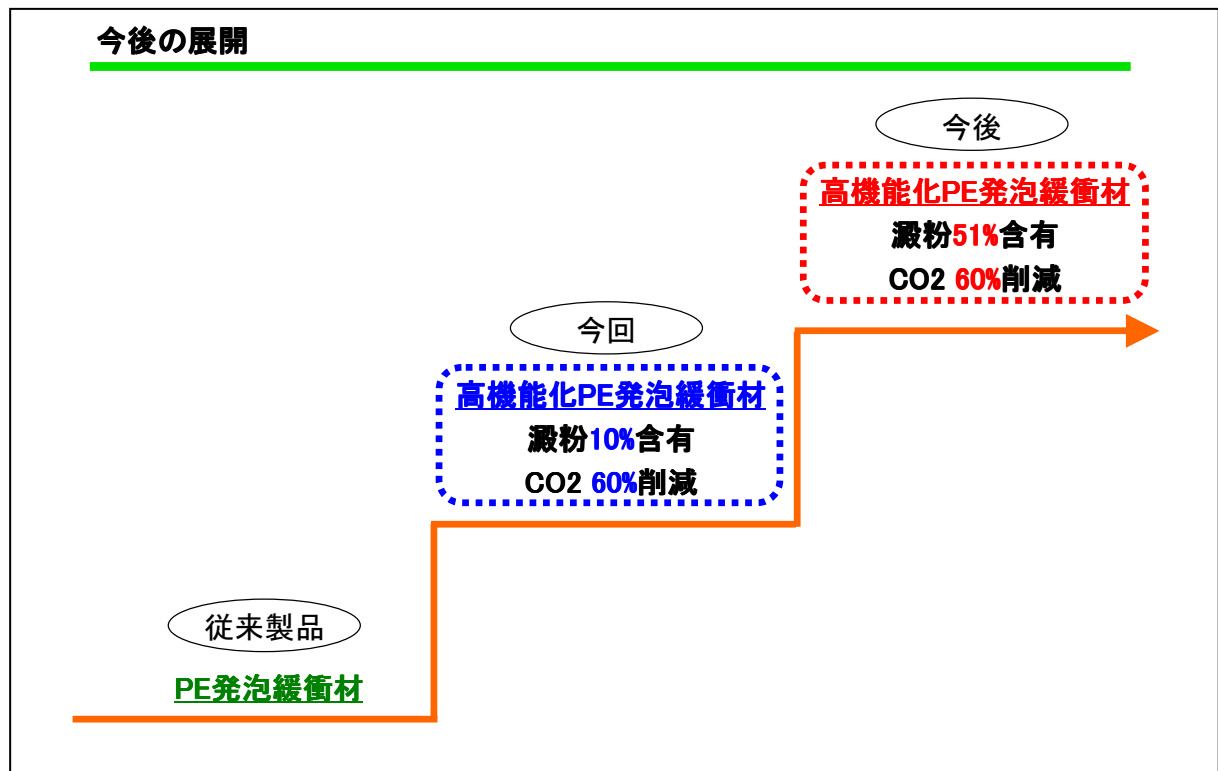 今後の展開
今後
高機能化PE発泡緩衝材
澱粉51%含有
CO2 60%削減
今回
高機能化PE発泡緩衝材
澱粉10%含有
CO2 60%削減
従来製品
PE発泡緩衝材